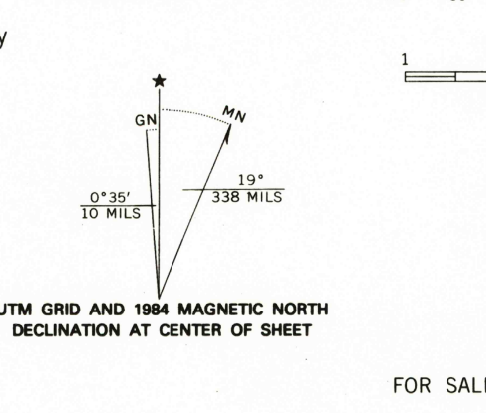 y
1
★
GN
MN
0°35′
10 MILS
19°
338 MILS
UTM GRID AND 1984 MAGNETIC NORTH
DECLINATION AT CENTER OF SHEET
FOR SAL